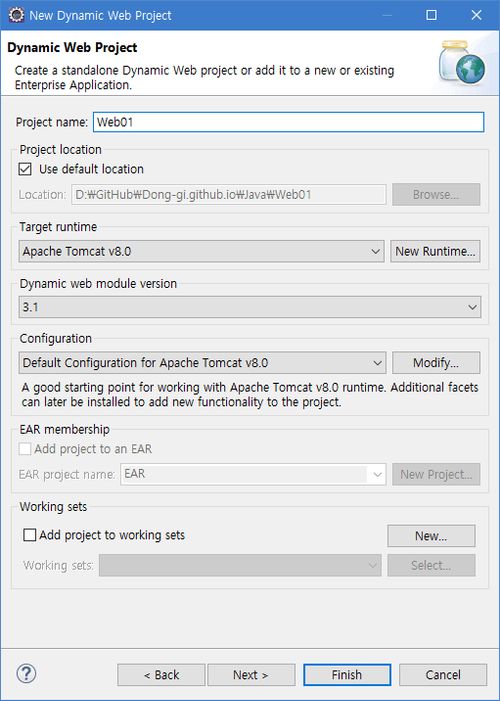 New Dynamic Web Project
Dynamic Web Project
Create a standalone Dynamic Web project or add it to a new or existing
Enterprise Application.
Project name: Web01
Project location
Use default location
Location: D:₩GitHub₩Dong-gi.github.io₩Java₩Web01 Browse...
Target runtime
Apache Tomcat v8.0 New Runtime...
Dynamic web module version
3.1
Configuration
Default Configuration for Apache Tomcat v8.0 Modify...
A good starting point for working with Apache Tomcat v8.0 runtime. Additional facets
can later be installed to add new functionality to the project.
EAR membership
Add project to an EAR
EAR project name: EAR New Project...
Working sets
Add project to working sets New...
Working sets: Select...
? < Back Next > Finish Cancel